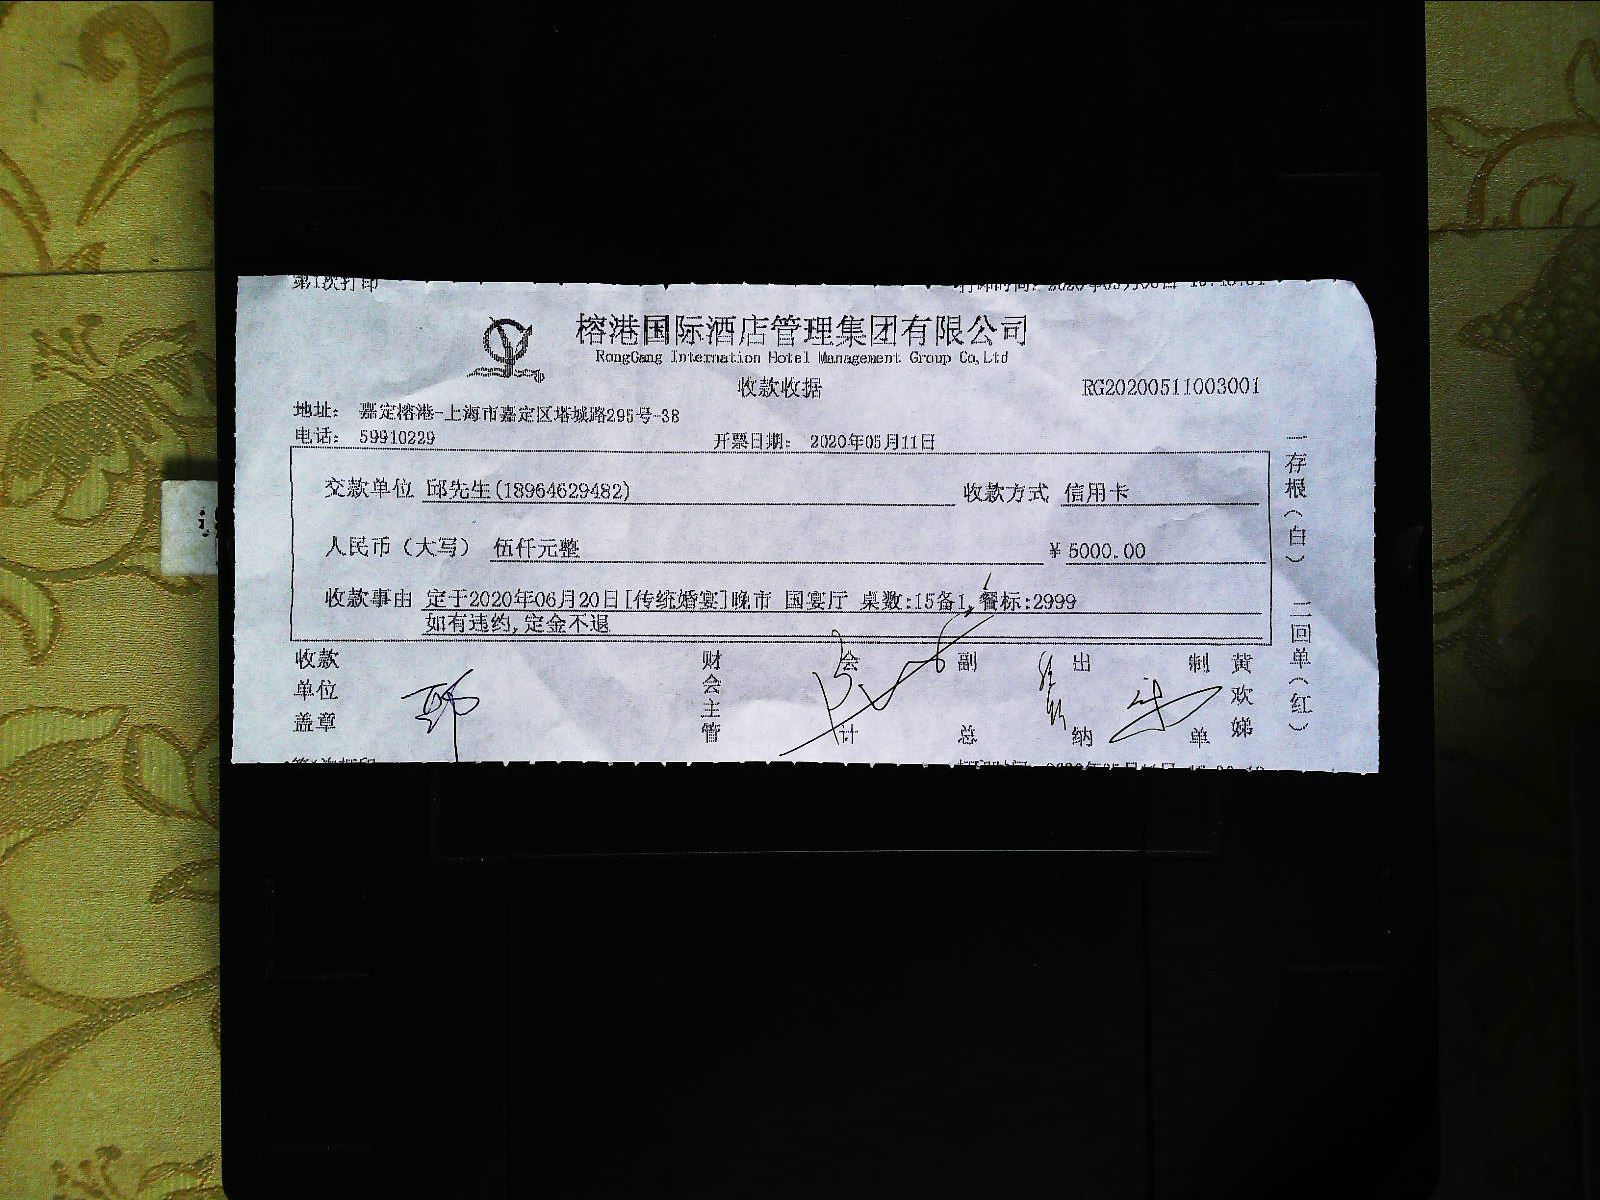 第1次打印
榕港国际酒店管理集团有限公司
RongGang Internation Hotel Management Group Co,Ltd
收款收据
RG20200511003001
地址： 嘉定榕港-上海市嘉定区塔城路295号-3B
电话： 59910229
开票日期： 2020年05月11日
交款单位 邱先生(18964629482) 收款方式 信用卡
人民币（大写） 伍仟元整 ￥ 5000.00
收款事由 定于2020年06月20日[传统婚宴]晚市 国宴厅 桌数:15备1,餐标:2999
如有违约,定金不退
收款单位盖章
财会主管
会计
副总
出纳
制单
黄欢娣
一存根（白） 二回单（红）